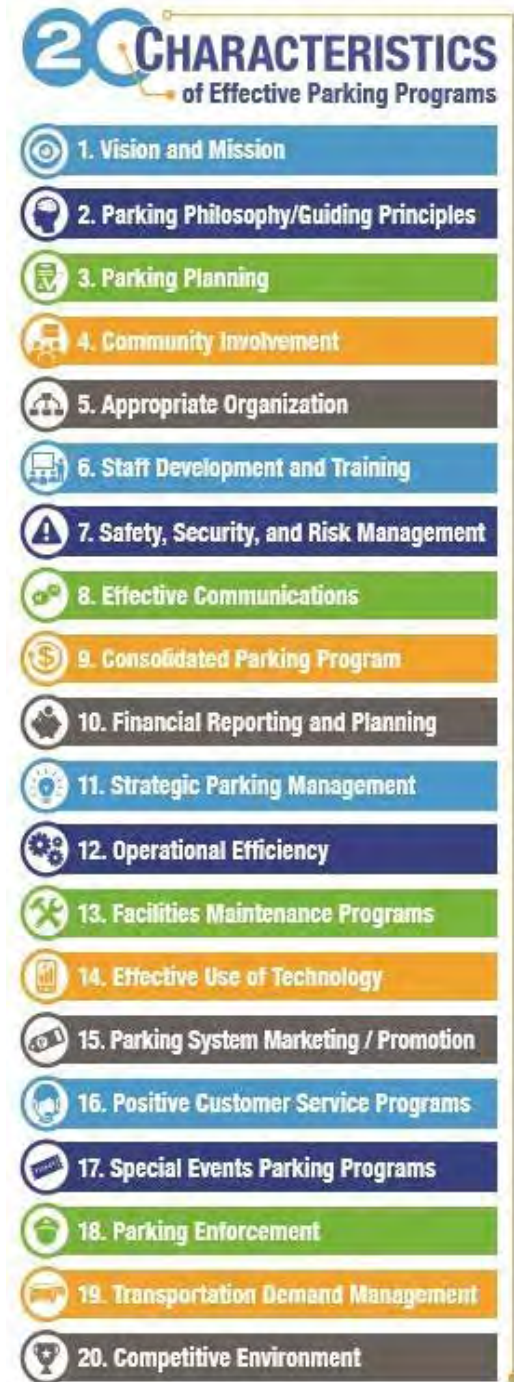 20 CHARACTERISTICS
of Effective Parking Programs
1. Vision and Mission
2. Parking Philosophy/Guiding Principles
3. Parking Planning
4. Community Involvement
5. Appropriate Organization
6. Staff Development and Training
7. Safety, Security, and Risk Management
8. Effective Communications
9. Consolidated Parking Program
10. Financial Reporting and Planning
11. Strategic Parking Management
12. Operational Efficiency
13. Facilities Maintenance Programs
14. Effective Use of Technology
15. Parking System Marketing / Promotion
16. Positive Customer Service Programs
17. Special Events Parking Programs
18. Parking Enforcement
19. Transportation Demand Management
20. Competitive Environment